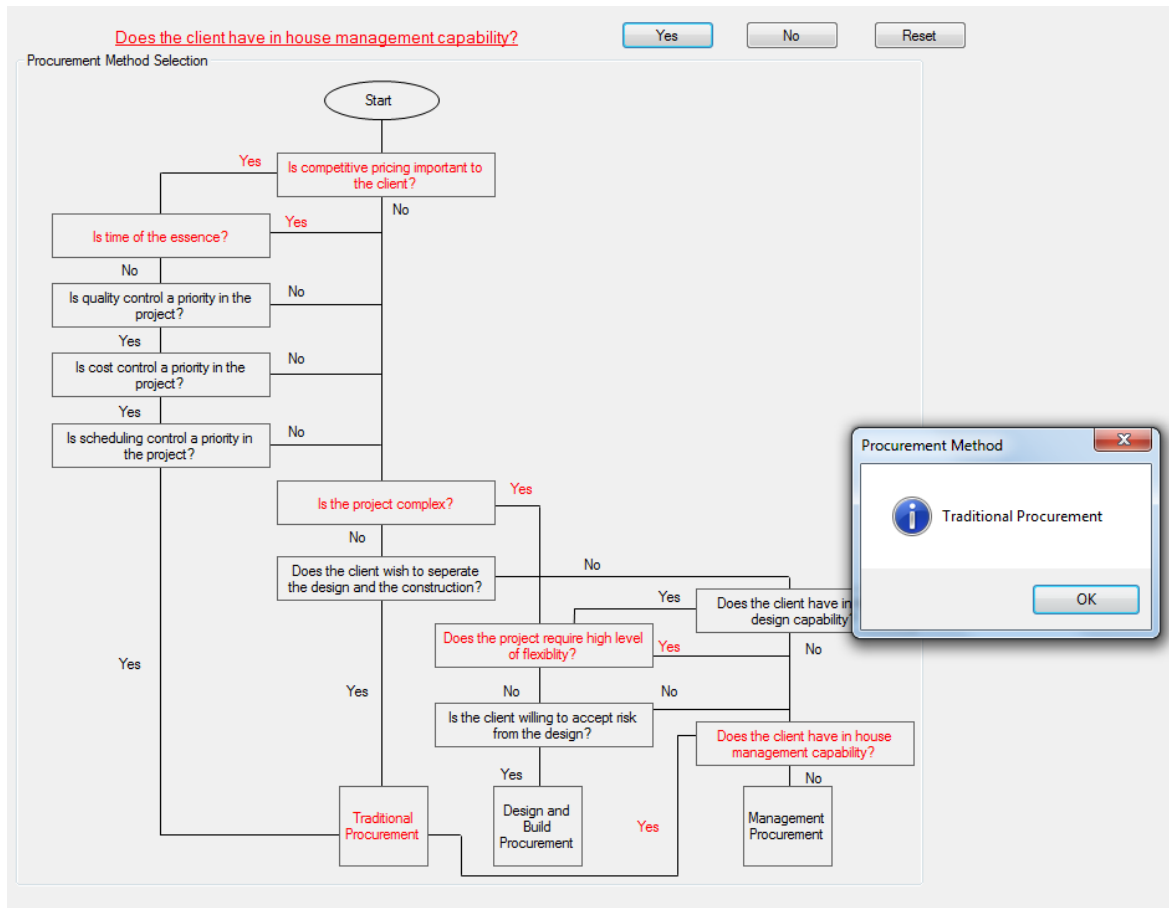 Does the client have in house management capability?
Yes
No
Reset
Procurement Method Selection
Start
Yes
Is competitive pricing important to
the client?
No
Is time of the essence?
Yes
No
Is quality control a priority in the
project?
No
Yes
Is cost control a priority in the
project?
No
Yes
Is scheduling control a priority in
the project?
No
Is the project complex?
Yes
No
Does the client wish to seperate
the design and the construction?
No
Yes
Does the client have in
design capability?
Does the project require high level
of flexiblity?
Yes
No
Yes
Yes
No
No
Is the client willing to accept risk
from the design?
Does the client have in house
management capability?
Yes
No
Traditional
Procurement
Design and
Build
Procurement
Yes
Management
Procurement
Procurement Method
Traditional Procurement
OK